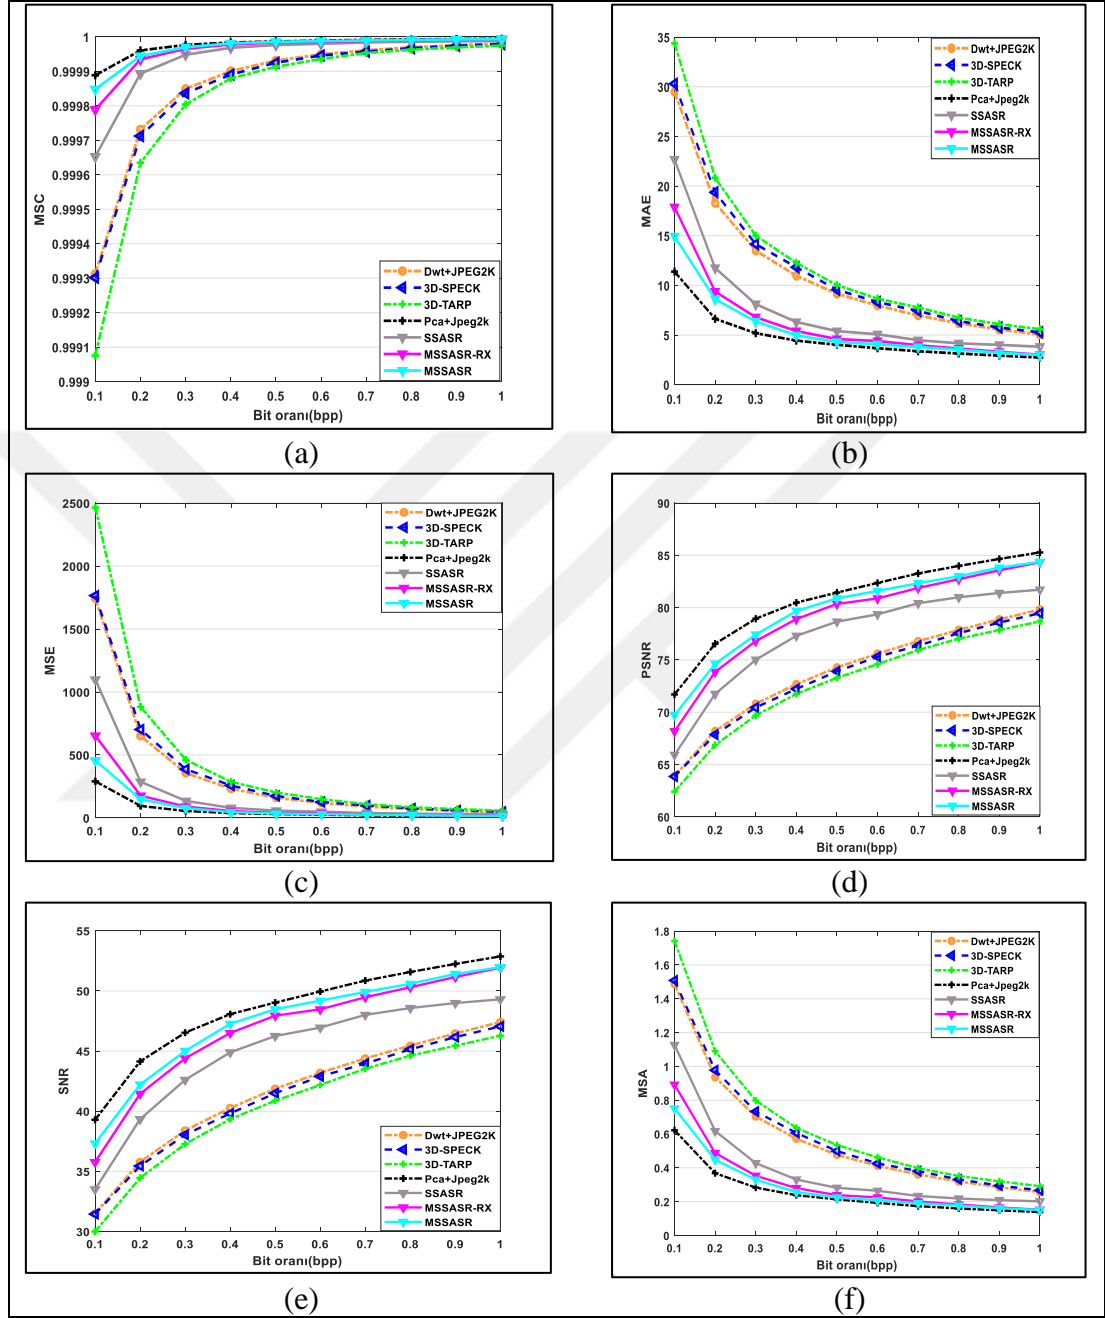 1
0.9999
0.9998
0.9997
0.9996
0.9995
0.9994
0.9993
0.9992
0.9991
0.999
MSC
Dwt+JPEG2K
3D-SPECK
3D-TARP
Pca+Jpeg2k
SSASR
MSSASR-RX
MSSASR
0.1 0.2 0.3 0.4 0.5 0.6 0.7 0.8 0.9 1
Bit oranı(bpp)
(a)
35
30
25
20
15
10
5
0
MAE
Dwt+JPEG2K
3D-SPECK
3D-TARP
Pca+Jpeg2k
SSASR
MSSASR-RX
MSSASR
0.1 0.2 0.3 0.4 0.5 0.6 0.7 0.8 0.9 1
Bit oranı(bpp)
(b)
2500
2000
1500
1000
500
0
MSE
Dwt+JPEG2K
3D-SPECK
3D-TARP
Pca+Jpeg2k
SSASR
MSSASR-RX
MSSASR
0.1 0.2 0.3 0.4 0.5 0.6 0.7 0.8 0.9 1
Bit oranı(bpp)
(c)
90
85
80
75
70
65
60
PSNR
Dwt+JPEG2K
3D-SPECK
3D-TARP
Pca+Jpeg2k
SSASR
MSSASR-RX
MSSASR
0.1 0.2 0.3 0.4 0.5 0.6 0.7 0.8 0.9 1
Bit oranı(bpp)
(d)
55
50
45
40
35
30
SNR
Dwt+JPEG2K
3D-SPECK
3D-TARP
Pca+Jpeg2k
SSASR
MSSASR-RX
MSSASR
0.1 0.2 0.3 0.4 0.5 0.6 0.7 0.8 0.9 1
Bit oranı(bpp)
(e)
1.8
1.6
1.4
1.2
1
0.8
0.6
0.4
0.2
0
MSA
Dwt+JPEG2K
3D-SPECK
3D-TARP
Pca+Jpeg2k
SSASR
MSSASR-RX
MSSASR
0.1 0.2 0.3 0.4 0.5 0.6 0.7 0.8 0.9 1
Bit oranı(bpp)
(f)